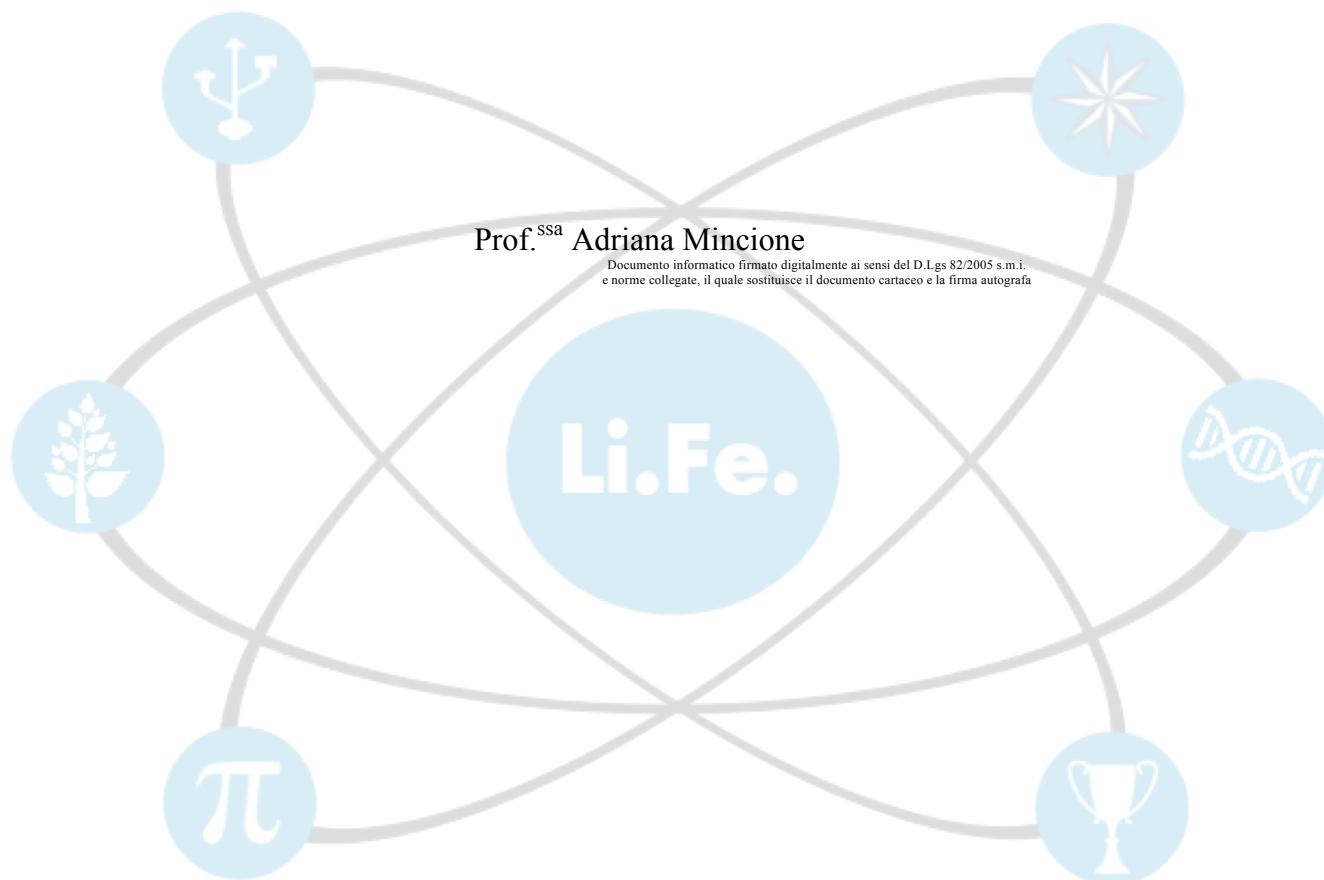 Prof.ssa Adriana Mincione
Documento informatico firmato digitalmente ai sensi del D.Lgs 82/2005 s.m.i.
e norme collegate, il quale sostituisce il documento cartaceo e la firma autografa
Li.Fe.
π